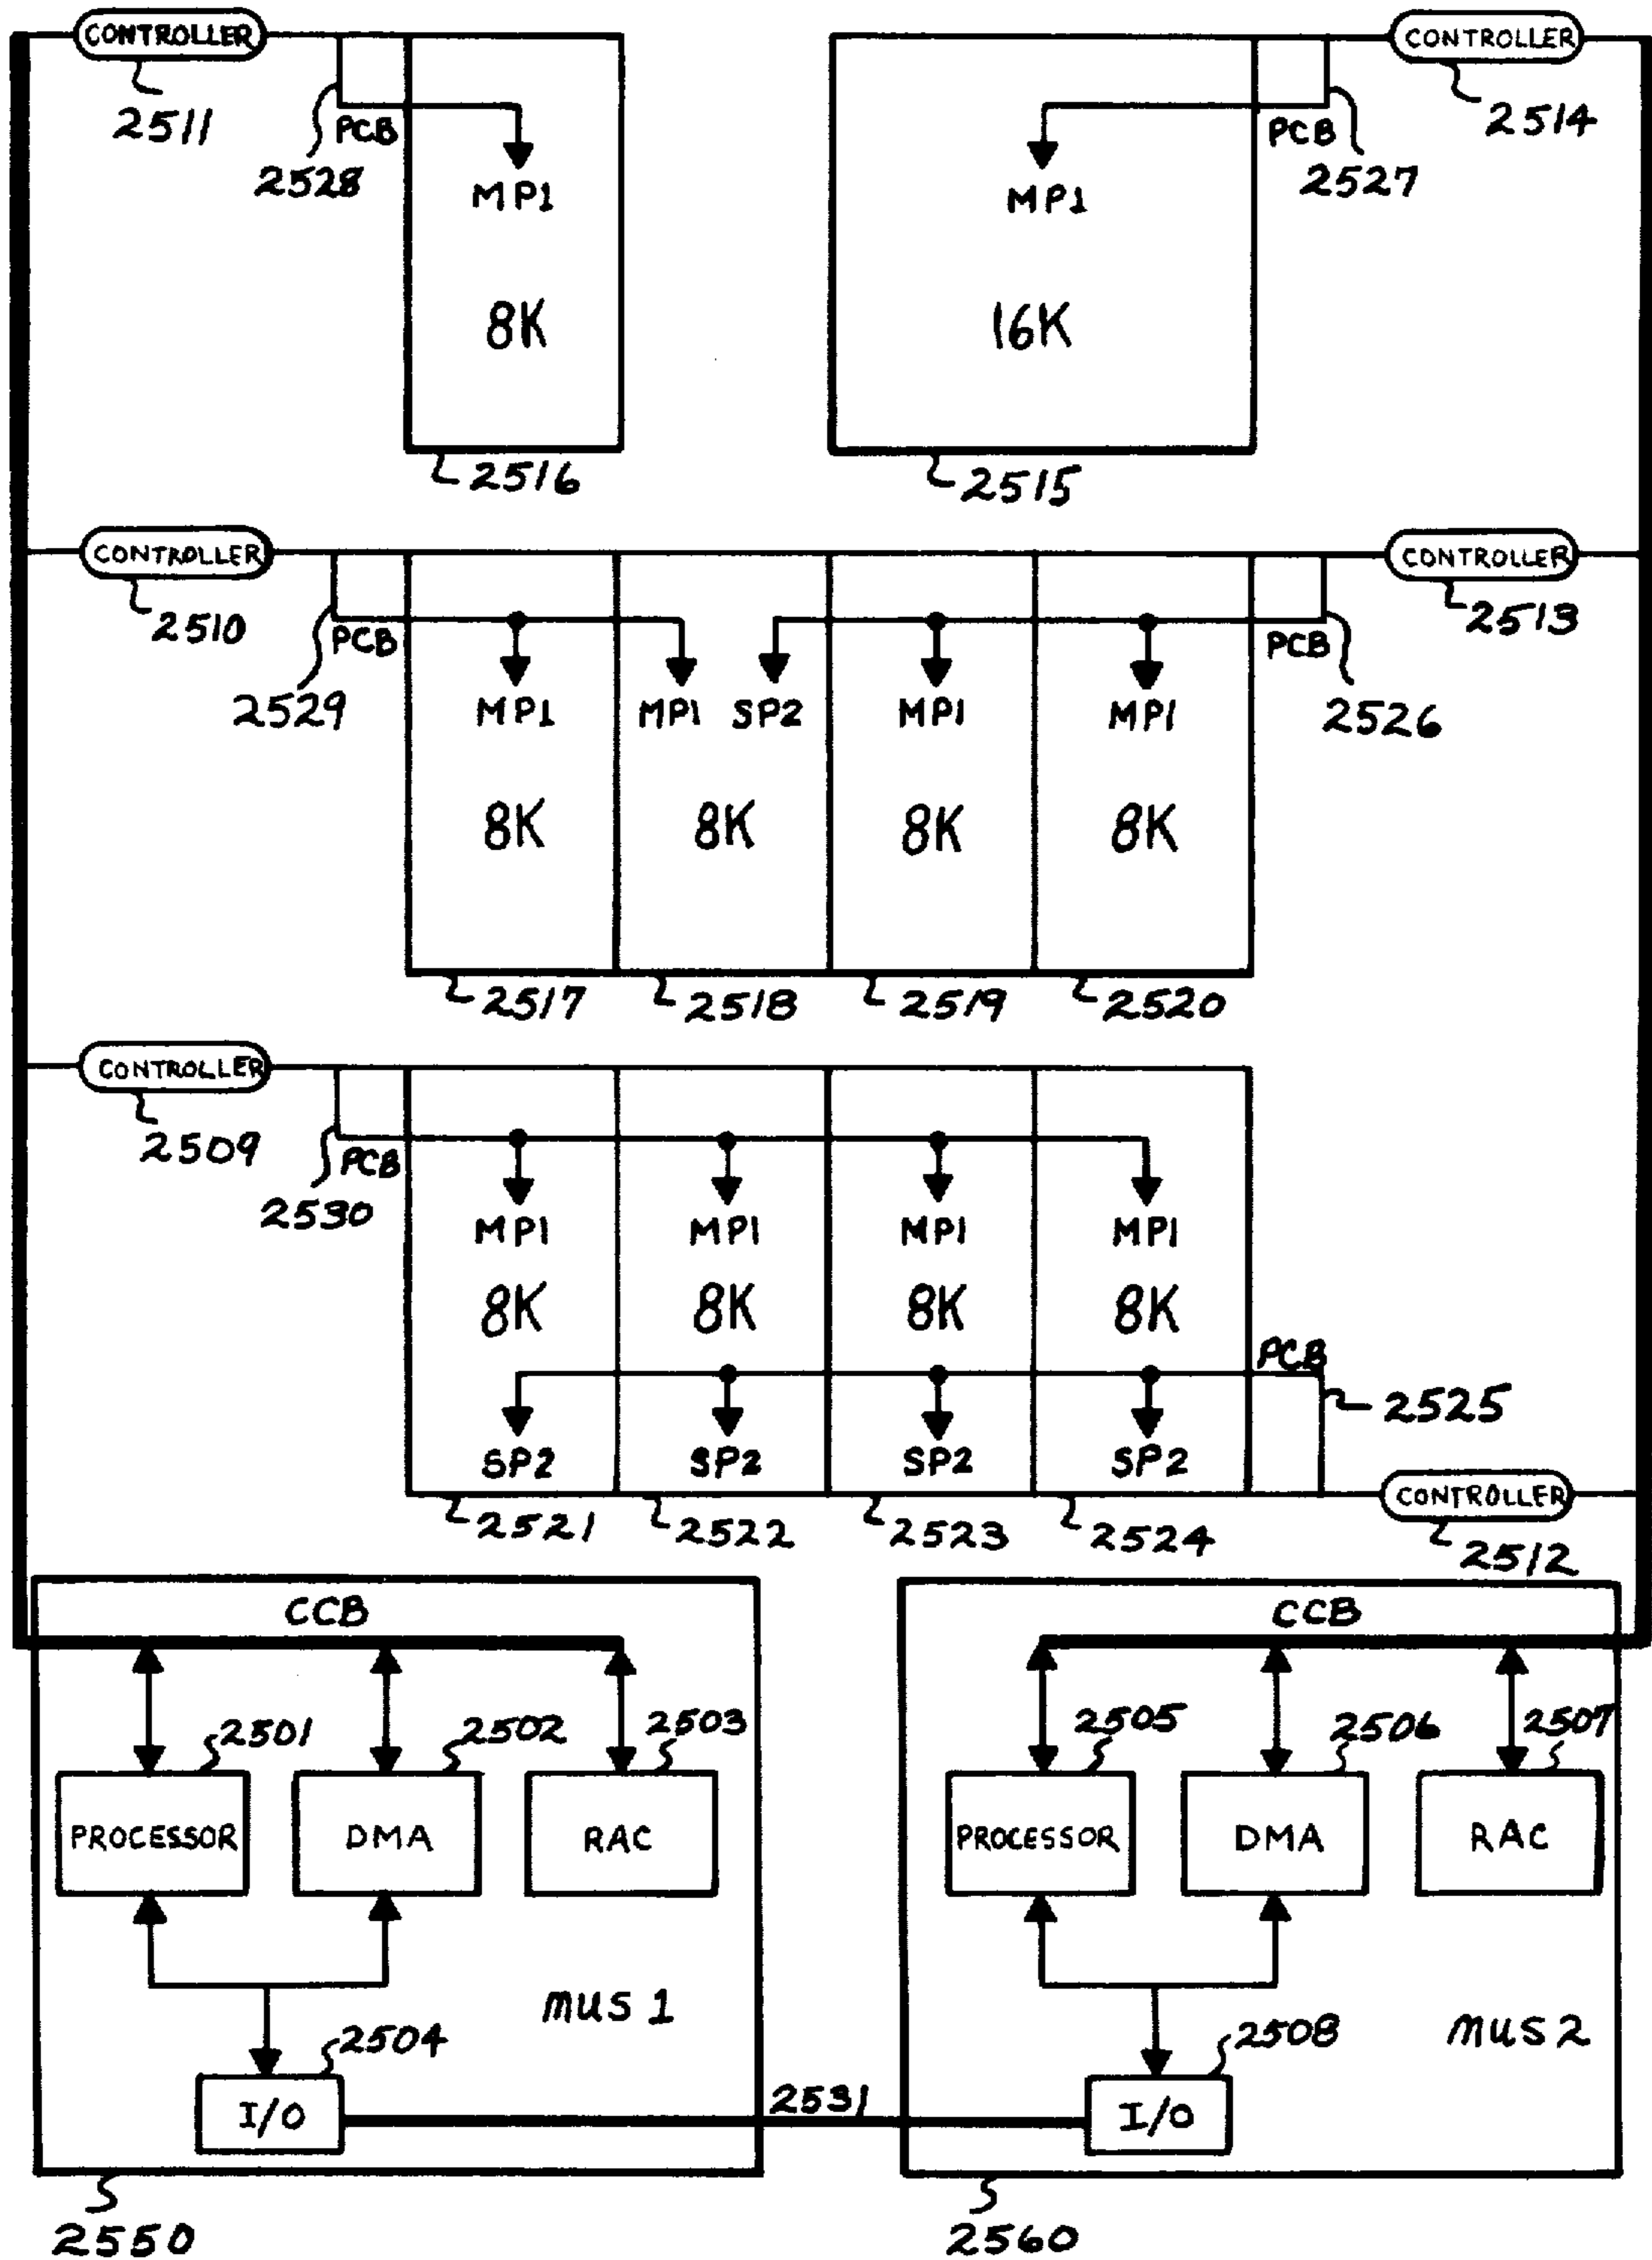 CONTROLLER CONTROLLER
2511 2514
PCB PCB
2528 2527
MP1 MP1
8K 16K
2516 2515
CONTROLLER CONTROLLER
2510 2513
PCB PCB
2529 2526
MP1 MP1 SP2 MP1 MP1
8K 8K 8K 8K
2517 2518 2519 2520
CONTROLLER
2509
PCB
2530
MP1 MP1 MP1 MP1
8K 8K 8K 8K
PCB
2525
SP2 SP2 SP2 SP2
CONTROLLER
2521 2522 2523 2524
2512
CCB CCB
2501 2502 2503 2505 2506 2507
PROCESSOR DMA RAC PROCESSOR DMA RAC
MUS 1 MUS 2
2504 2508
I/O 2531 I/O
2550 2560